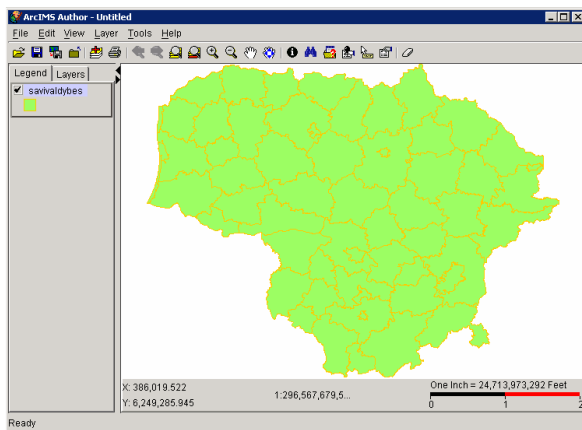 ArcIMS Author - Untitled
File Edit View Layer Tools Help
Legend Layers
savivaldybes
X: 386,019.522
Y: 6,249,285.945
1:296,567,679,5...
One Inch = 24,713,973,292 Feet
0 1 2
Ready